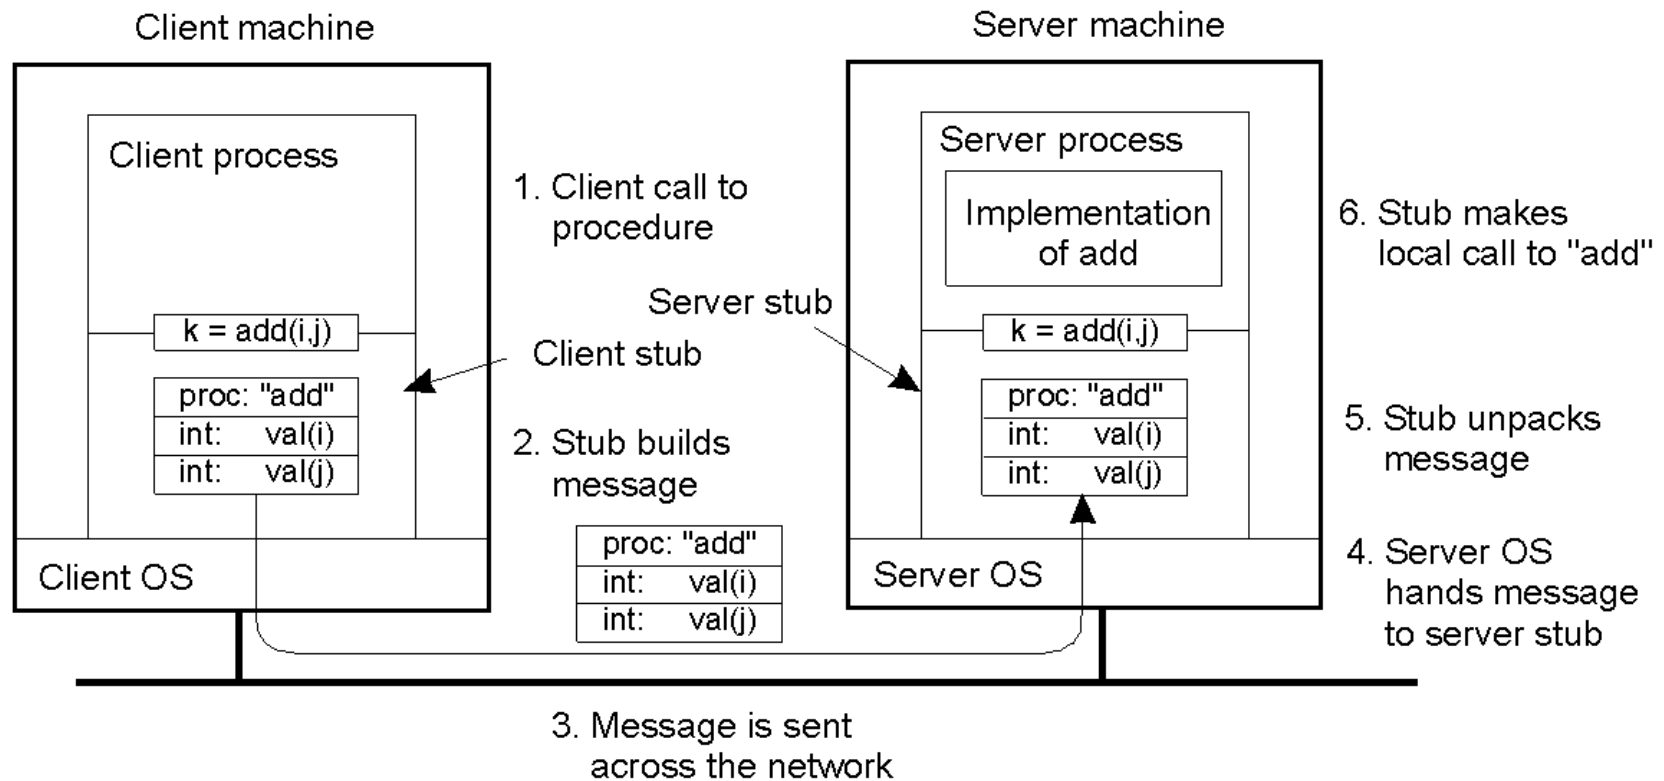 Client machine
Server machine
Client process
1. Client call to
procedure
k = add(i,j)
Client stub
proc: "add"
int: val(i)
int: val(j)
2. Stub builds
message
proc: "add"
int: val(i)
int: val(j)
Client OS
3. Message is sent
across the network
Server process
Implementation
of add
Server stub
k = add(i,j)
proc: "add"
int: val(i)
int: val(j)
Server OS
6. Stub makes
local call to "add"
5. Stub unpacks
message
4. Server OS
hands message
to server stub